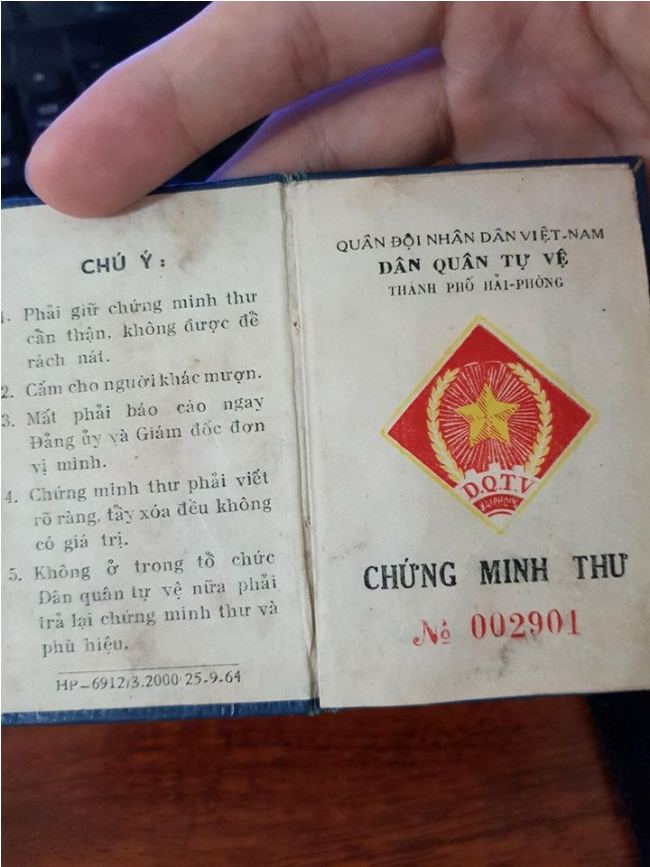 CHÚ Ý:
1. Phải giữ chứng minh thư
cẩn thận, không được để
rách nát.
2. Cấm cho người khác mượn.
3. Mất phải báo cáo ngay
Đảng ủy và Giám đốc đơn
vị mình.
4. Chứng minh thư phải viết
rõ ràng, tẩy xóa đều không
có giá trị.
5. Không ở trong tổ chức
Dân quân tự vệ nữa phải
trả lại chứng minh thư và
phù hiệu.
HP-6912/3.2000 25-9-64
QUÂN ĐỘI NHÂN DÂN VIỆT-NAM
DÂN QUÂN TỰ VỆ
THÀNH PHỐ HẢI-PHÒNG
D.Q.T.V
HẢI PHÒNG
CHỨNG MINH THƯ
Nº 002901